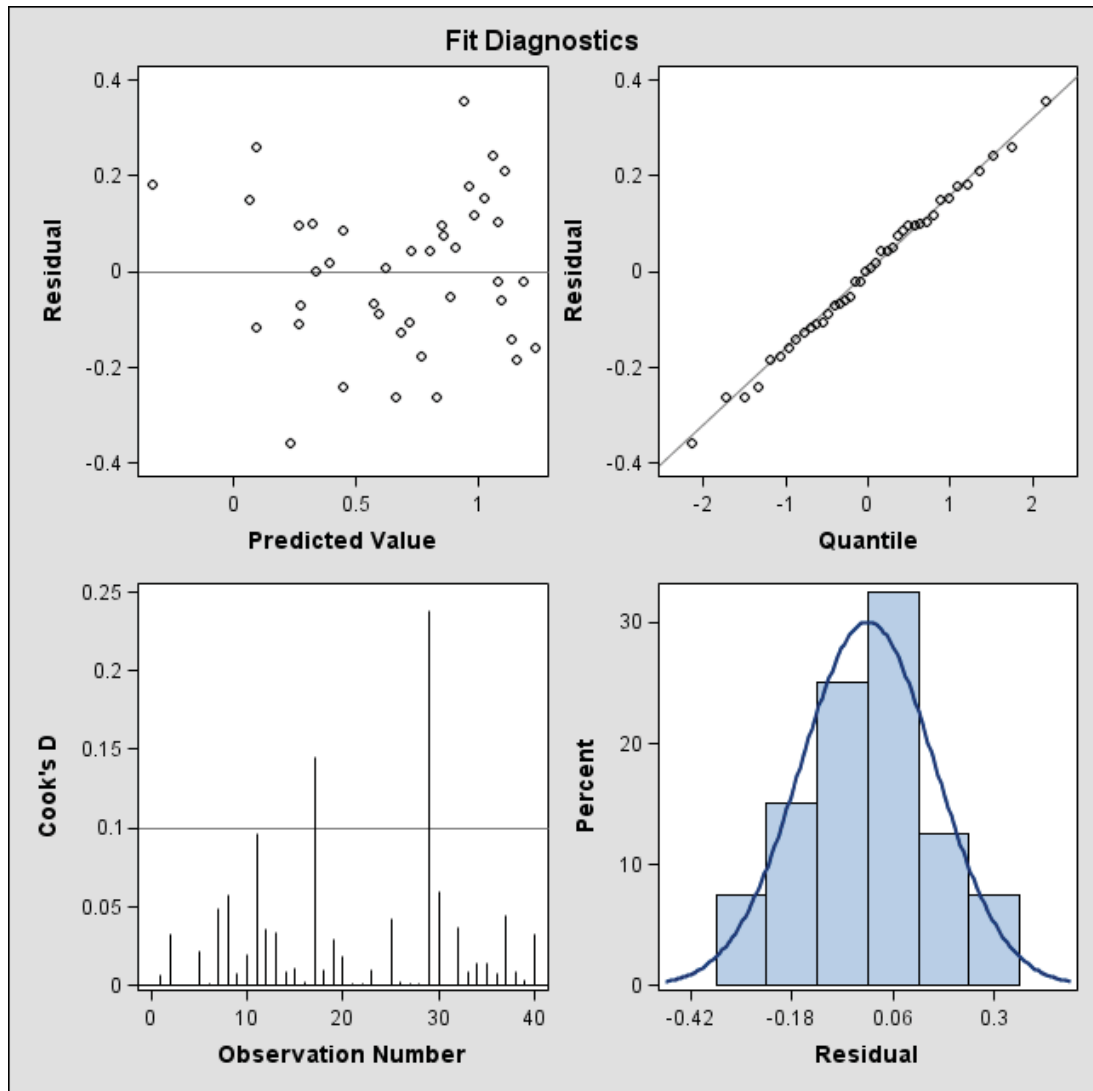 Fit Diagnostics
0.4
0.2
0
-0.2
-0.4
Residual
0 0.5 1
Predicted Value
0.4
0.2
0
-0.2
-0.4
Residual
-2 -1 0 1 2
Quantile
0.25
0.2
0.15
0.1
0.05
0
Cook's D
0 10 20 30 40
Observation Number
30
20
10
0
Percent
-0.42 -0.18 0.06 0.3
Residual